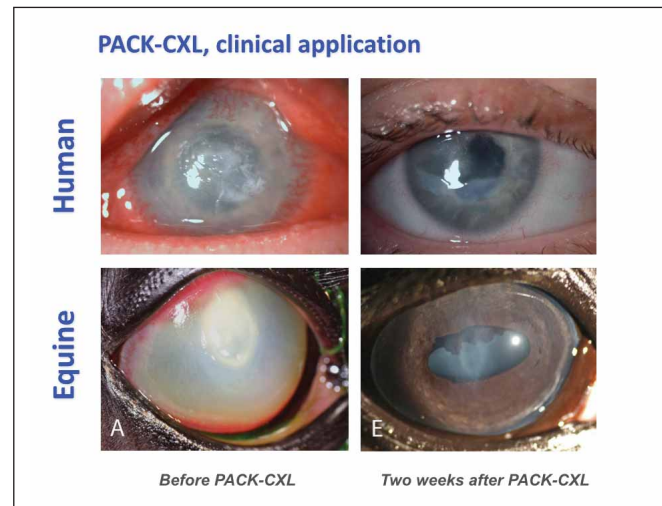 PACK-CXL, clinical application
Human
Equine
A
E
Before PACK-CXL
Two weeks after PACK-CXL